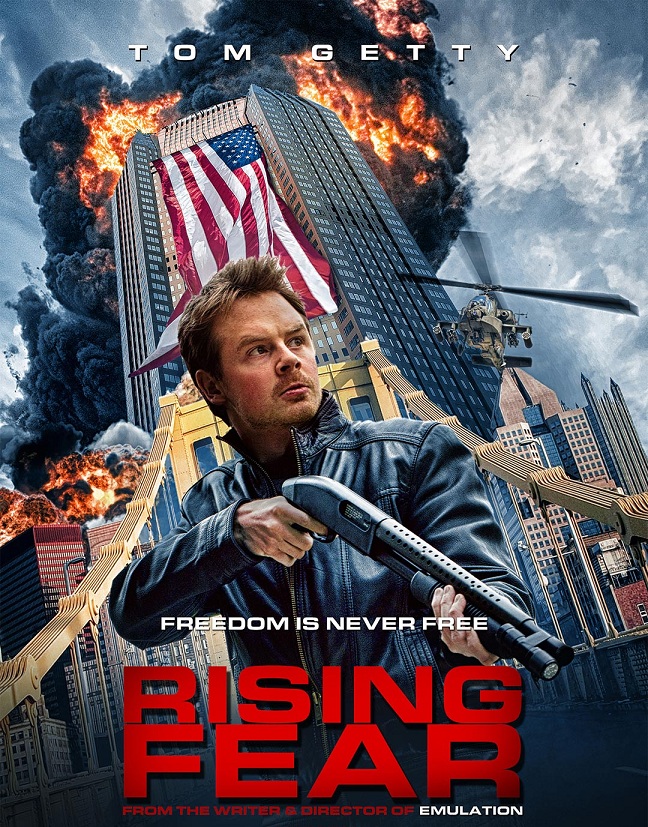 TOM GETTY
FREEDOM IS NEVER FREE
RISING
FEAR
FROM THE WRITER & DIRECTOR OF EMULATION